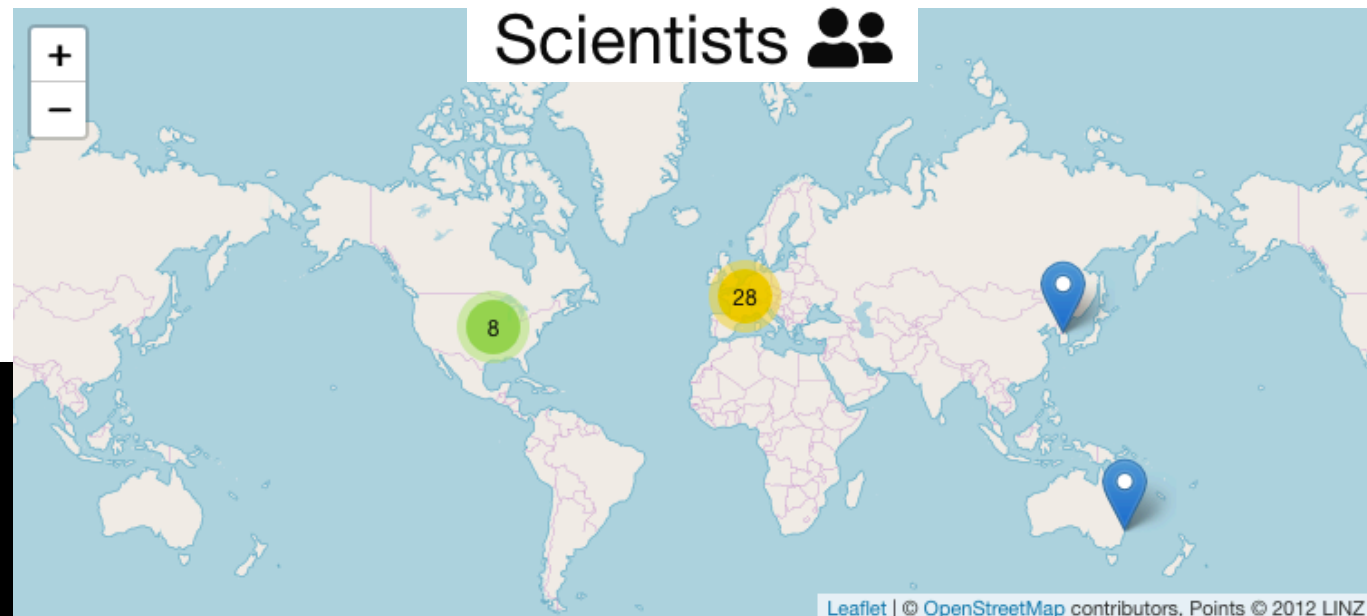 Scientists
+
−
28
8
Leaflet | © OpenStreetMap contributors, Points © 2012 LINZ